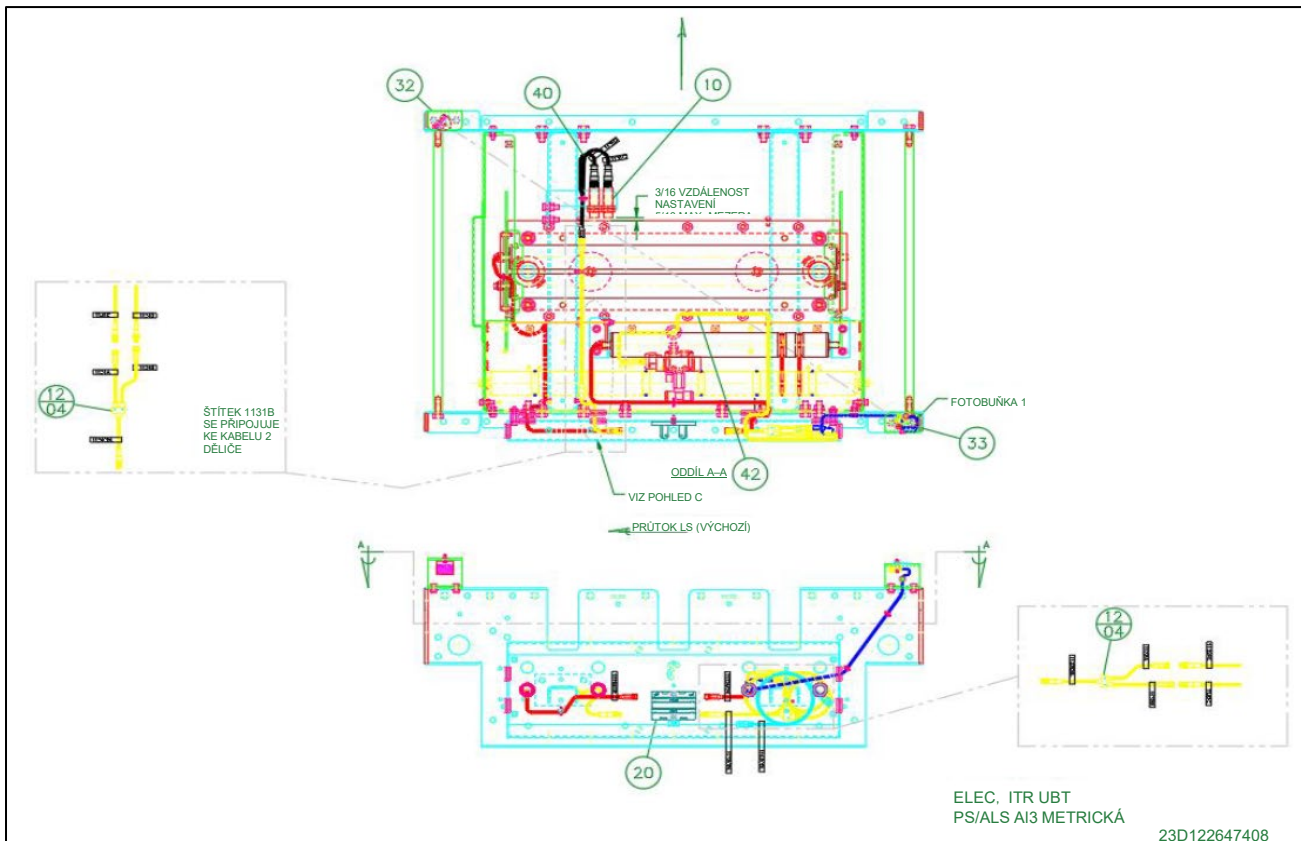 32
40
10
3/16 VZDÁLENOST
NASTAVENÍ
12
04
ŠTÍTEK 1131B
SE PŘIPOJUJE
KE KABELU 2
DĚLIČE
FOTOBUŇKA 1
33
ODDÍL A–A
42
VIZ POHLED C
PRŮTOK LS (VÝCHOZÍ)
A
A
12
04
20
ELEC, ITR UBT
PS/ALS AI3 METRICKÁ
23D122647408